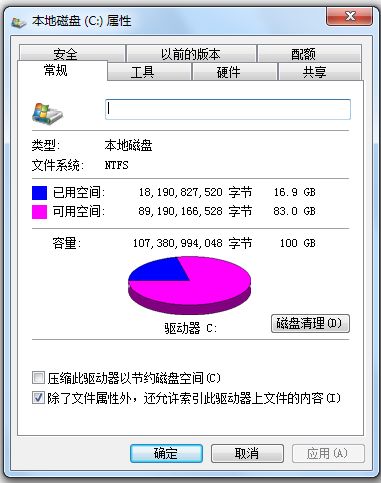 本地磁盘 (C:) 属性
安全 以前的版本 配额
常规 工具 硬件 共享
类型: 本地磁盘
文件系统: NTFS
已用空间: 18,190,827,520 字节 16.9 GB
可用空间: 89,190,166,528 字节 83.0 GB
容量: 107,380,994,048 字节 100 GB
驱动器 C: 磁盘清理(D)
压缩此驱动器以节约磁盘空间(C)
除了文件属性外，还允许索引此驱动器上文件的内容(I)
确定 取消 应用(A)